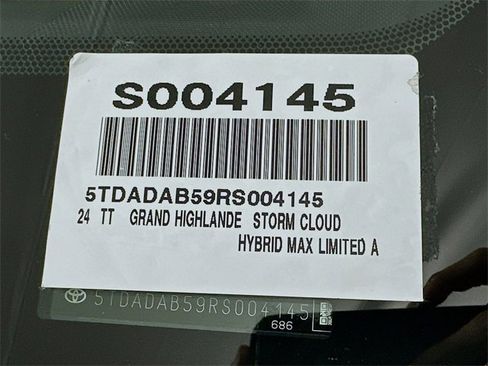 S004145
5TDADAB59RS004145
24 TT GRAND HIGHLANDE STORM CLOUD
HYBRID MAX LIMITED A
5TDADAB59RS004145
686